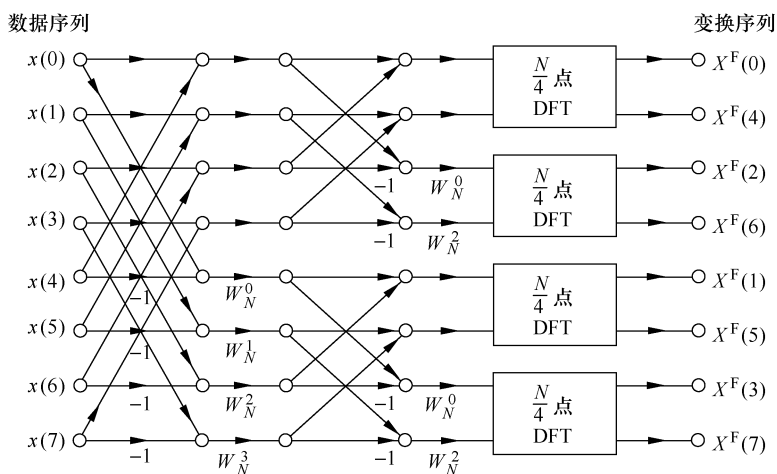 数据序列 变换序列
x(0) N/4 点 X^F(0)
x(1) DFT X^F(4)
x(2) -1 W_N^0 N/4 点 X^F(2)
x(3) -1 W_N^2 DFT X^F(6)
x(4) -1 W_N^0 N/4 点 X^F(1)
x(5) -1 W_N^1 DFT X^F(5)
x(6) -1 W_N^2 -1 W_N^0 N/4 点 X^F(3)
x(7) -1 W_N^3 -1 W_N^2 DFT X^F(7)